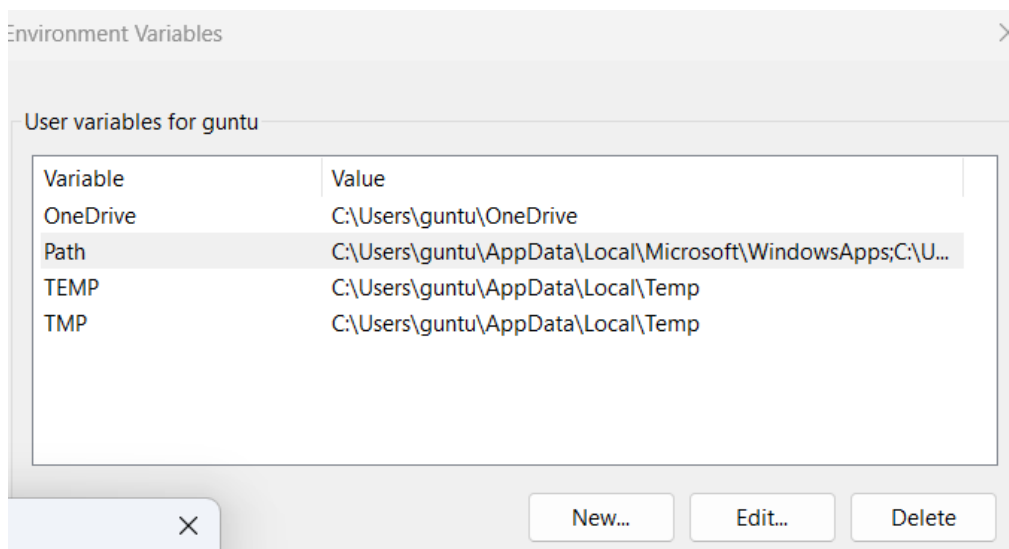 Environment Variables
User variables for guntu
Variable Value
OneDrive C:\Users\guntu\OneDrive
Path C:\Users\guntu\AppData\Local\Microsoft\WindowsApps;C:\U...
TEMP C:\Users\guntu\AppData\Local\Temp
TMP C:\Users\guntu\AppData\Local\Temp
New... Edit... Delete